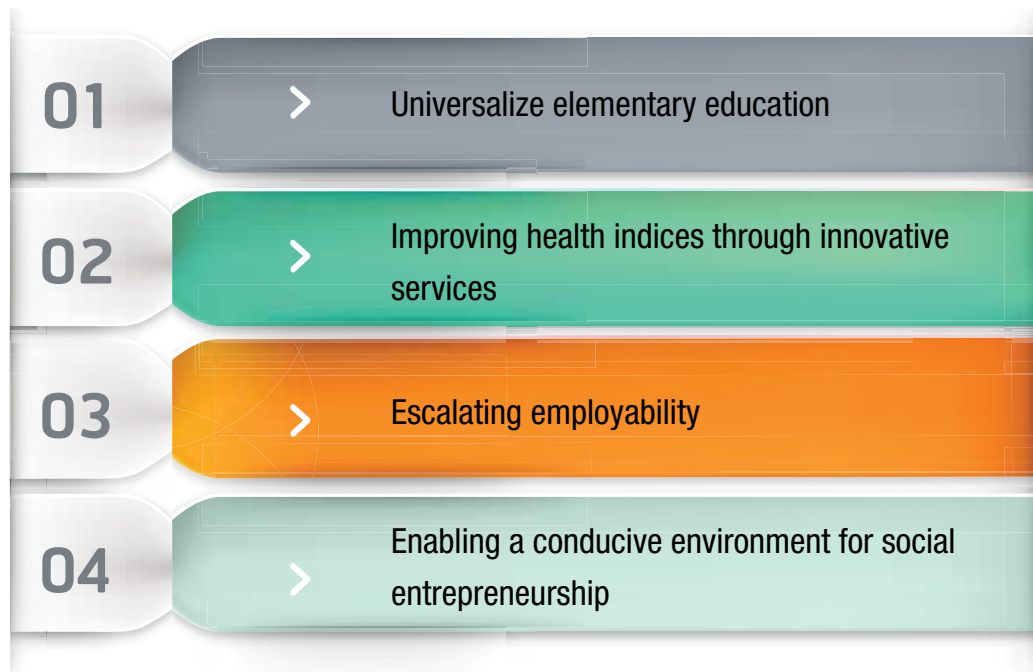 01
Universalize elementary education
02
Improving health indices through innovative
services
03
Escalating employability
04
Enabling a conducive environment for social
entrepreneurship